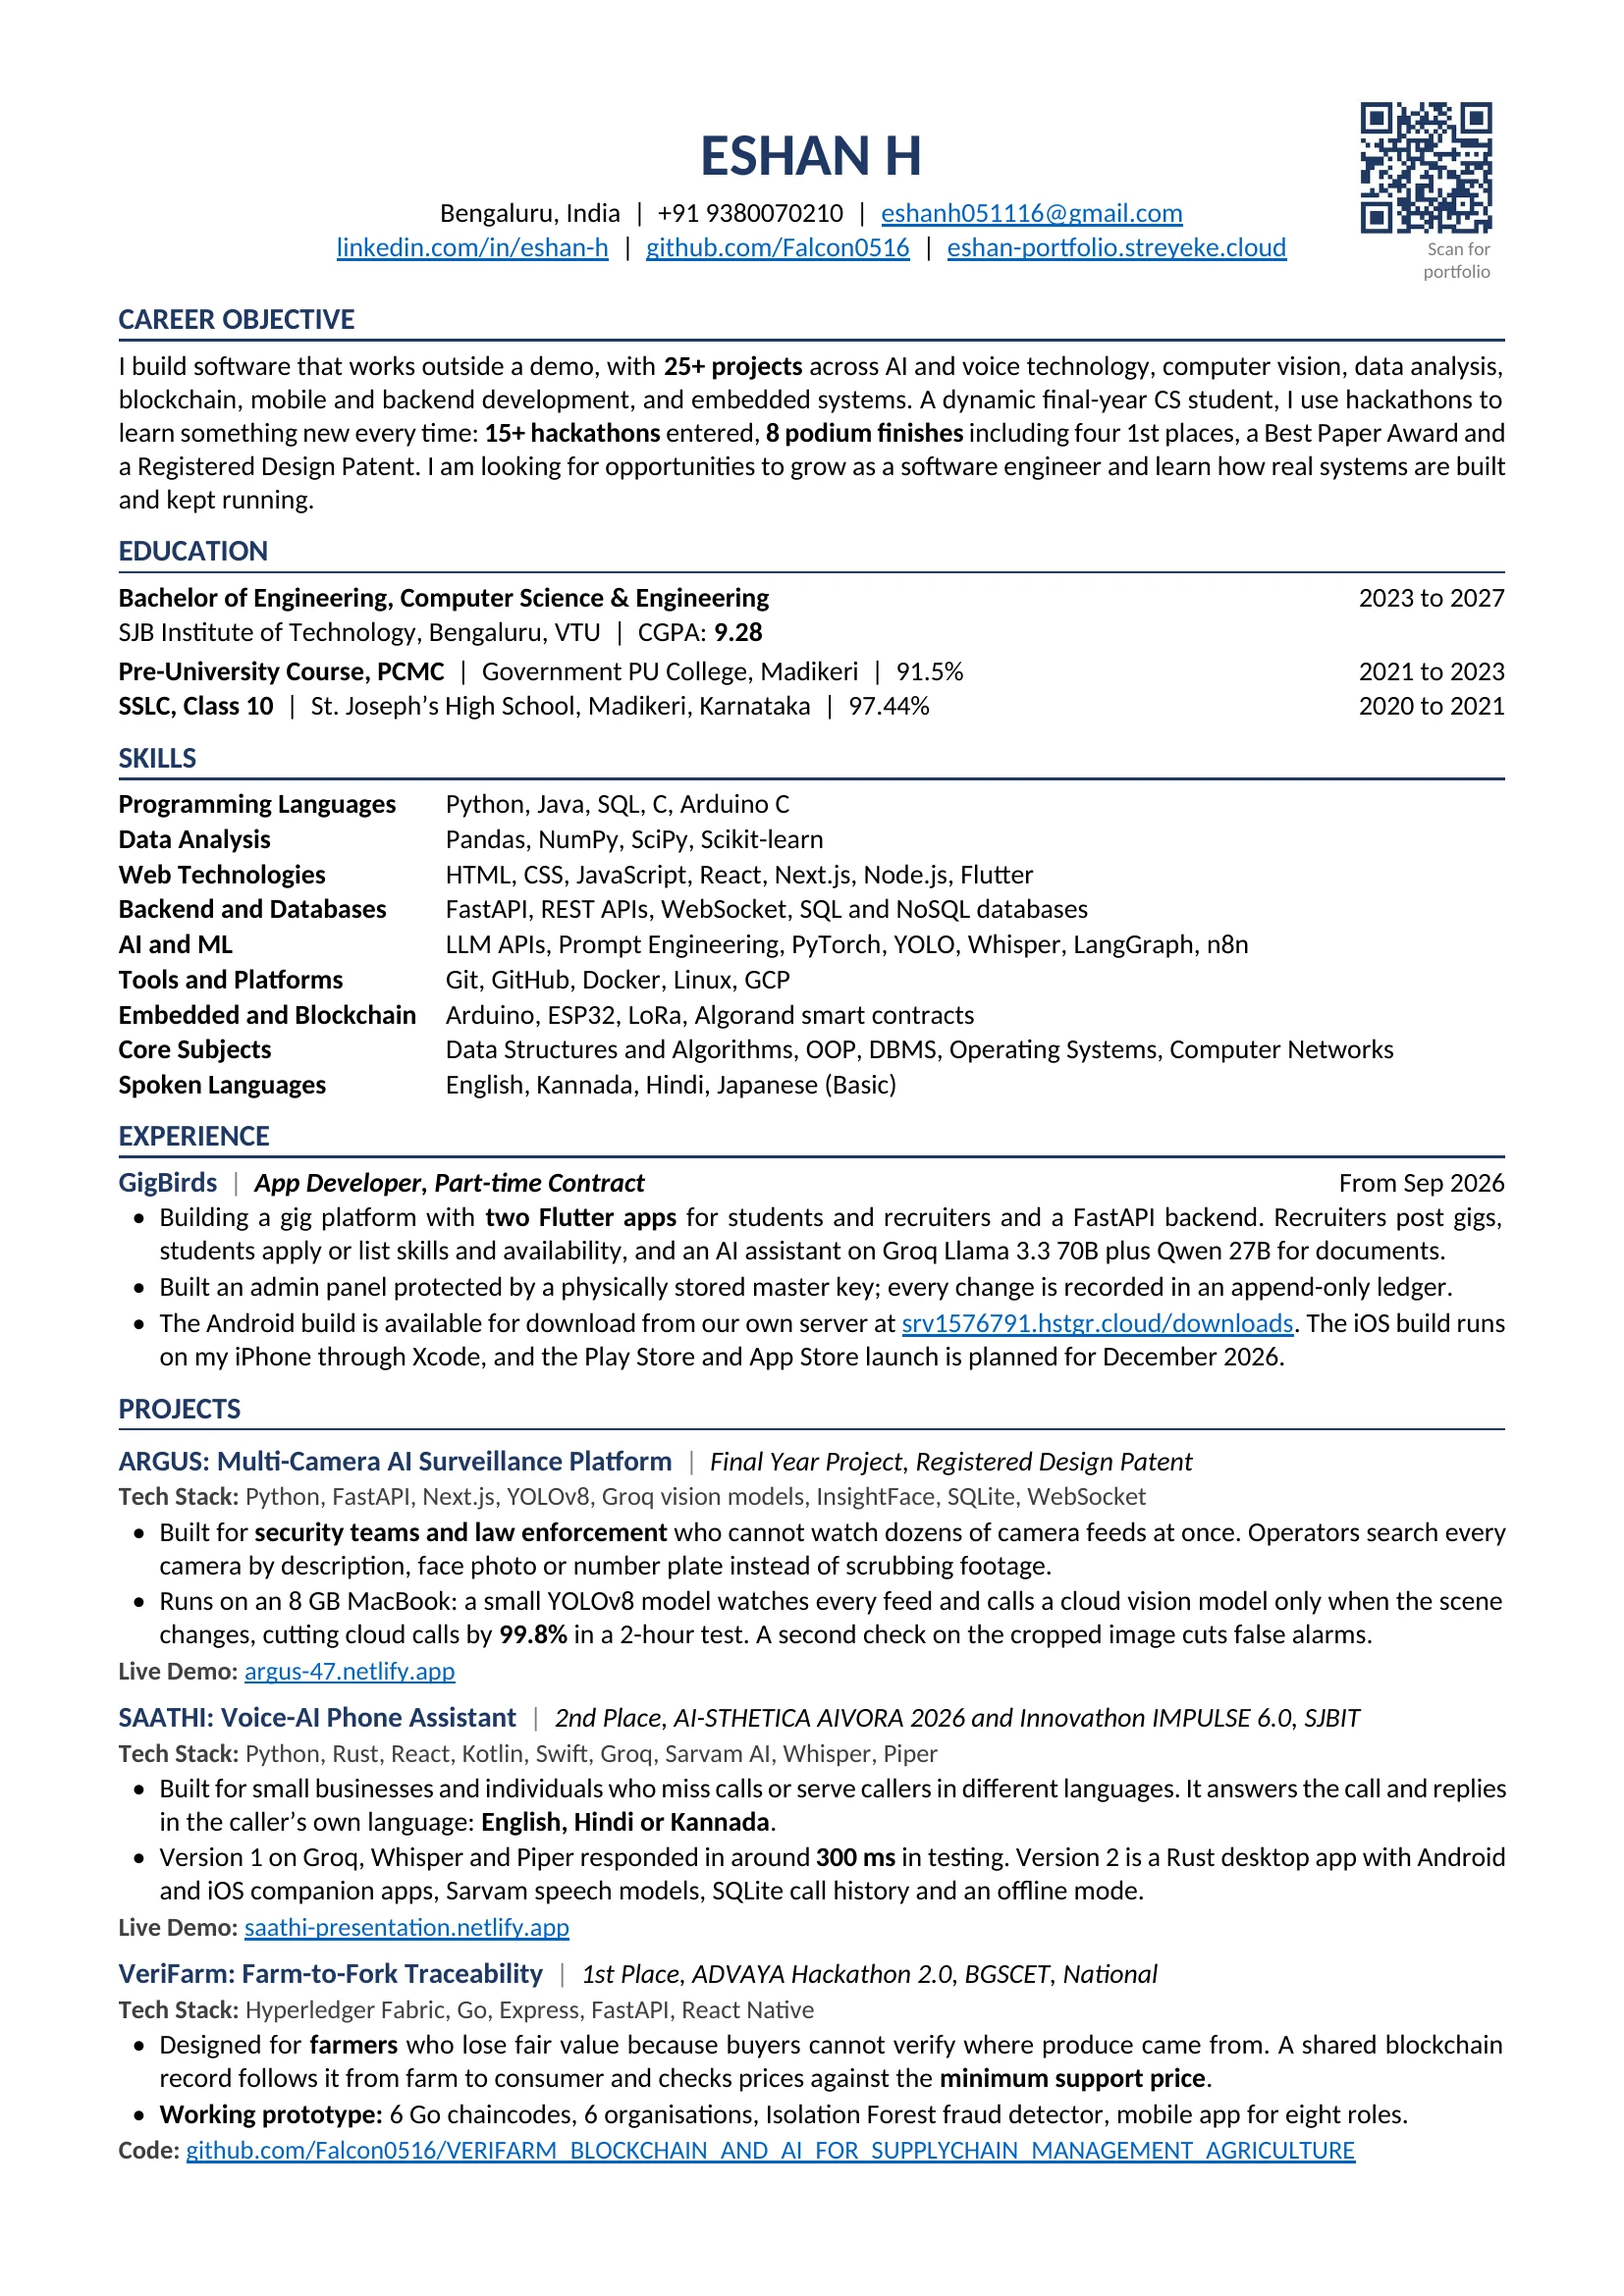 ESHAN H
Bengaluru, India | +91 9380070210 | eshanh051116@gmail.com
linkedin.com/in/eshan-h | github.com/Falcon0516 | eshan-portfolio.streyeke.cloud
Scan for
portfolio
CAREER OBJECTIVE
I build software that works outside a demo, with 25+ projects across AI and voice technology, computer vision, data analysis,
blockchain, mobile and backend development, and embedded systems. A dynamic final-year CS student, I use hackathons to
learn something new every time: 15+ hackathons entered, 8 podium finishes including four 1st places, a Best Paper Award and
a Registered Design Patent. I am looking for opportunities to grow as a software engineer and learn how real systems are built
and kept running.
EDUCATION
Bachelor of Engineering, Computer Science & Engineering 2023 to 2027
SJB Institute of Technology, Bengaluru, VTU | CGPA: 9.28
Pre-University Course, PCMC | Government PU College, Madikeri | 91.5% 2021 to 2023
SSLC, Class 10 | St. Joseph’s High School, Madikeri, Karnataka | 97.44% 2020 to 2021
SKILLS
Programming Languages Python, Java, SQL, C, Arduino C
Data Analysis Pandas, NumPy, SciPy, Scikit-learn
Web Technologies HTML, CSS, JavaScript, React, Next.js, Node.js, Flutter
Backend and Databases FastAPI, REST APIs, WebSocket, SQL and NoSQL databases
AI and ML LLM APIs, Prompt Engineering, PyTorch, YOLO, Whisper, LangGraph, n8n
Tools and Platforms Git, GitHub, Docker, Linux, GCP
Embedded and Blockchain Arduino, ESP32, LoRa, Algorand smart contracts
Core Subjects Data Structures and Algorithms, OOP, DBMS, Operating Systems, Computer Networks
Spoken Languages English, Kannada, Hindi, Japanese (Basic)
EXPERIENCE
GigBirds | App Developer, Part-time Contract From Sep 2026
• Building a gig platform with two Flutter apps for students and recruiters and a FastAPI backend. Recruiters post gigs,
students apply or list skills and availability, and an AI assistant on Groq Llama 3.3 70B plus Qwen 27B for documents.
• Built an admin panel protected by a physically stored master key; every change is recorded in an append-only ledger.
• The Android build is available for download from our own server at srv1576791.hstgr.cloud/downloads. The iOS build runs
on my iPhone through Xcode, and the Play Store and App Store launch is planned for December 2026.
PROJECTS
ARGUS: Multi-Camera AI Surveillance Platform | Final Year Project, Registered Design Patent
Tech Stack: Python, FastAPI, Next.js, YOLOv8, Groq vision models, InsightFace, SQLite, WebSocket
• Built for security teams and law enforcement who cannot watch dozens of camera feeds at once. Operators search every
camera by description, face photo or number plate instead of scrubbing footage.
• Runs on an 8 GB MacBook: a small YOLOv8 model watches every feed and calls a cloud vision model only when the scene
changes, cutting cloud calls by 99.8% in a 2-hour test. A second check on the cropped image cuts false alarms.
Live Demo: argus-47.netlify.app
SAATHI: Voice-AI Phone Assistant | 2nd Place, AI-STHETICA AIVORA 2026 and Innovathon IMPULSE 6.0, SJBIT
Tech Stack: Python, Rust, React, Kotlin, Swift, Groq, Sarvam AI, Whisper, Piper
• Built for small businesses and individuals who miss calls or serve callers in different languages. It answers the call and replies
in the caller’s own language: English, Hindi or Kannada.
• Version 1 on Groq, Whisper and Piper responded in around 300 ms in testing. Version 2 is a Rust desktop app with Android
and iOS companion apps, Sarvam speech models, SQLite call history and an offline mode.
Live Demo: saathi-presentation.netlify.app
VeriFarm: Farm-to-Fork Traceability | 1st Place, ADVAYA Hackathon 2.0, BGSCET, National
Tech Stack: Hyperledger Fabric, Go, Express, FastAPI, React Native
• Designed for farmers who lose fair value because buyers cannot verify where produce came from. A shared blockchain
record follows it from farm to consumer and checks prices against the minimum support price.
• Working prototype: 6 Go chaincodes, 6 organisations, Isolation Forest fraud detector, mobile app for eight roles.
Code: github.com/Falcon0516/VERIFARM_BLOCKCHAIN_AND_AI_FOR_SUPPLYCHAIN_MANAGEMENT_AGRICULTURE